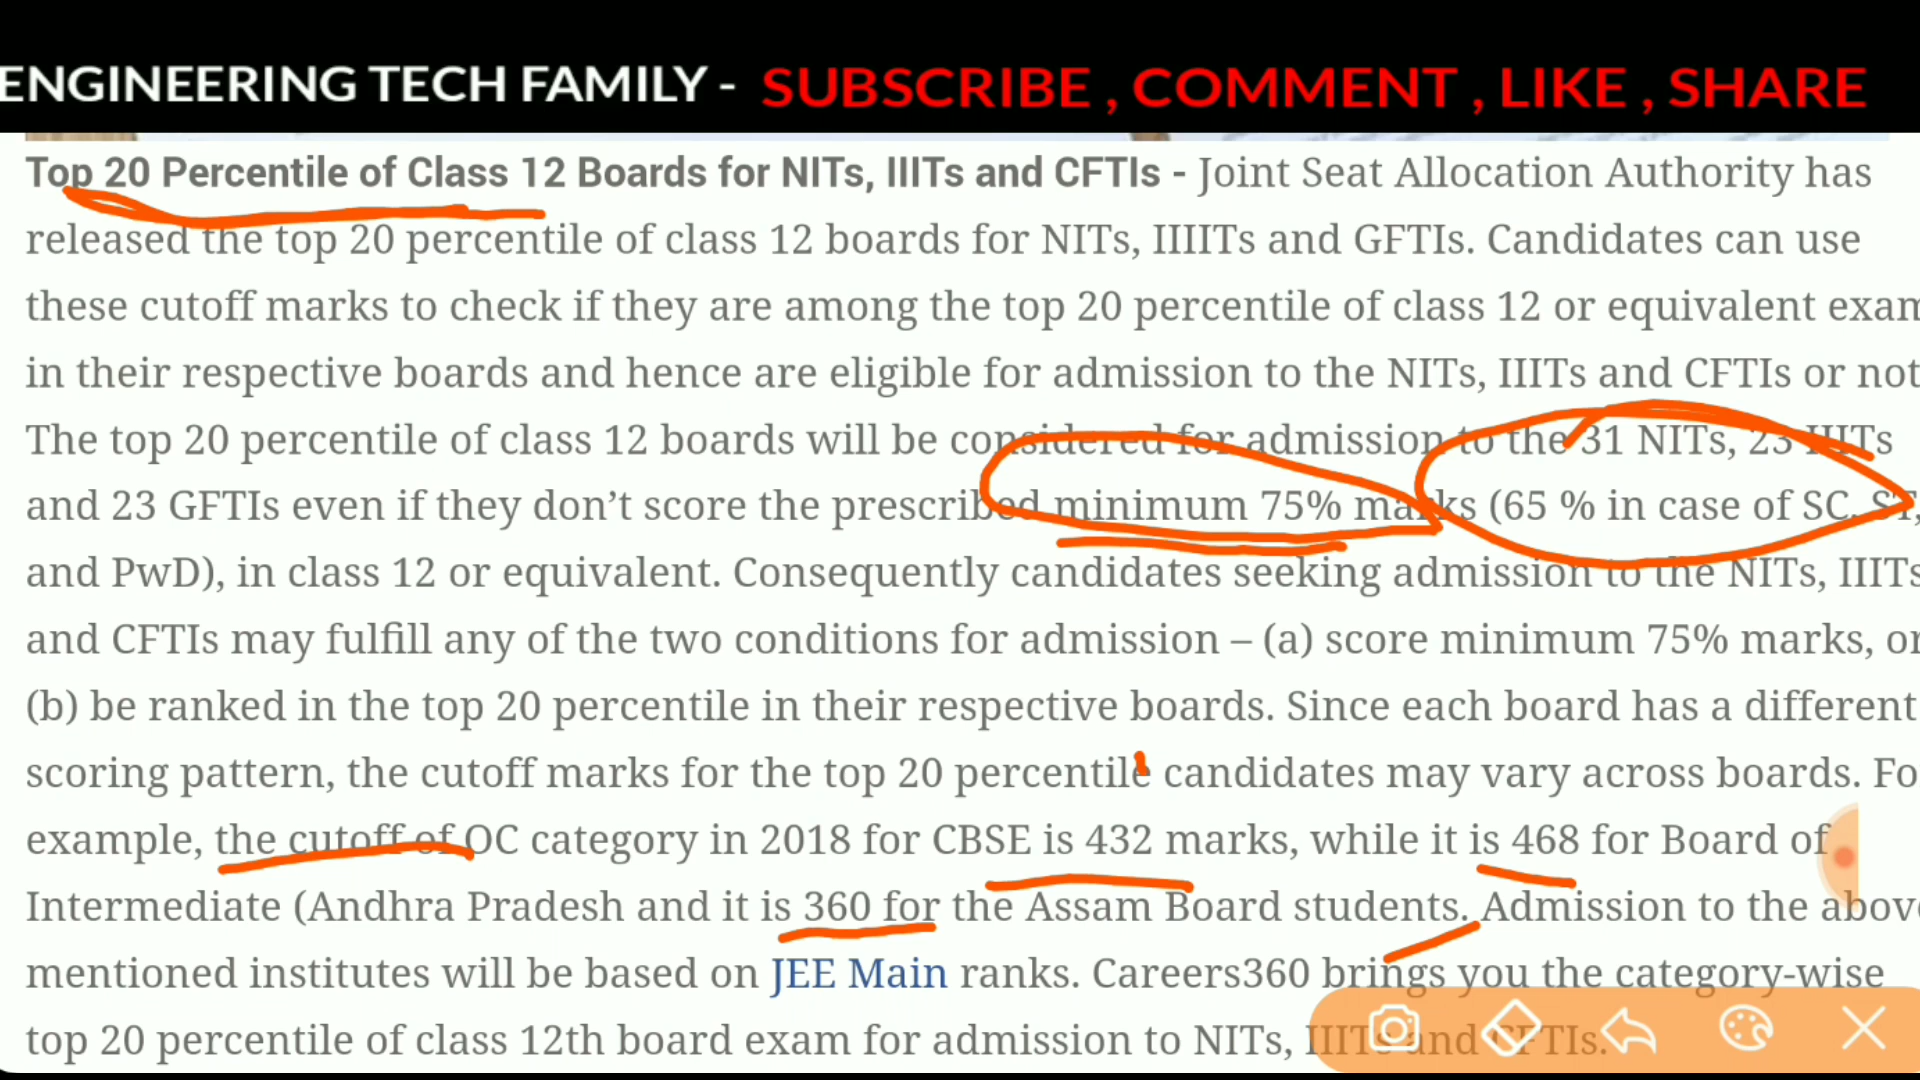 ENGINEERING TECH FAMILY - SUBSCRIBE , COMMENT , LIKE , SHARE
Top 20 Percentile of Class 12 Boards for NITs, IIITs and CFTIs - Joint Seat Allocation Authority has
released the top 20 percentile of class 12 boards for NITs, IIIITs and GFTIs. Candidates can use
these cutoff marks to check if they are among the top 20 percentile of class 12 or equivalent exam
in their respective boards and hence are eligible for admission to the NITs, IIITs and CFTIs or not
The top 20 percentile of class 12 boards will be considered for admission to the 31 NITs, 23 IIITs
and 23 GFTIs even if they don’t score the prescribed minimum 75% marks (65 % in case of SC, ST,
and PwD), in class 12 or equivalent. Consequently candidates seeking admission to the NITs, IIITs
and CFTIs may fulfill any of the two conditions for admission – (a) score minimum 75% marks, or
(b) be ranked in the top 20 percentile in their respective boards. Since each board has a different
scoring pattern, the cutoff marks for the top 20 percentile candidates may vary across boards. Fo
example, the cutoff of OC category in 2018 for CBSE is 432 marks, while it is 468 for Board of
Intermediate (Andhra Pradesh and it is 360 for the Assam Board students. Admission to the above
mentioned institutes will be based on JEE Main ranks. Careers360 brings you the category-wise
top 20 percentile of class 12th board exam for admission to NITs, IIITs and CFTIs.